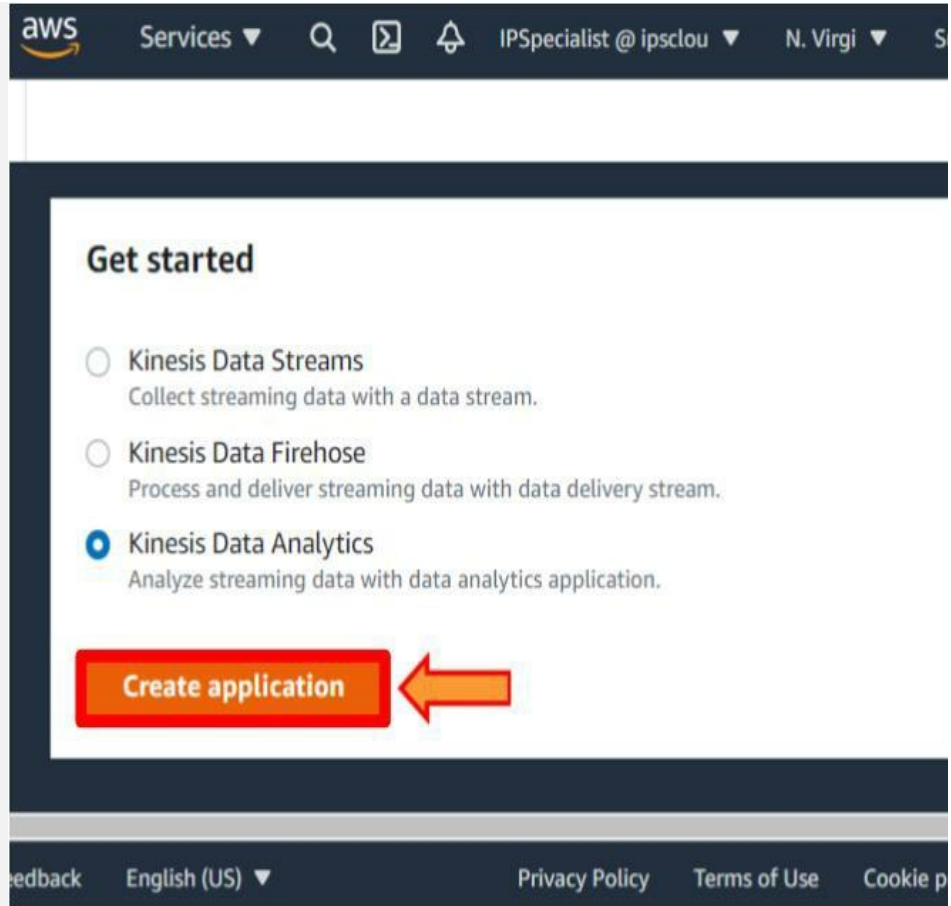 aws Services ▼ IPSpecialist @ ipsclou ▼ N. Virgi ▼ S
Get started
Kinesis Data Streams
Collect streaming data with a data stream.
Kinesis Data Firehose
Process and deliver streaming data with data delivery stream.
Kinesis Data Analytics
Analyze streaming data with data analytics application.
Create application
eedback English (US) ▼ Privacy Policy Terms of Use Cookie p